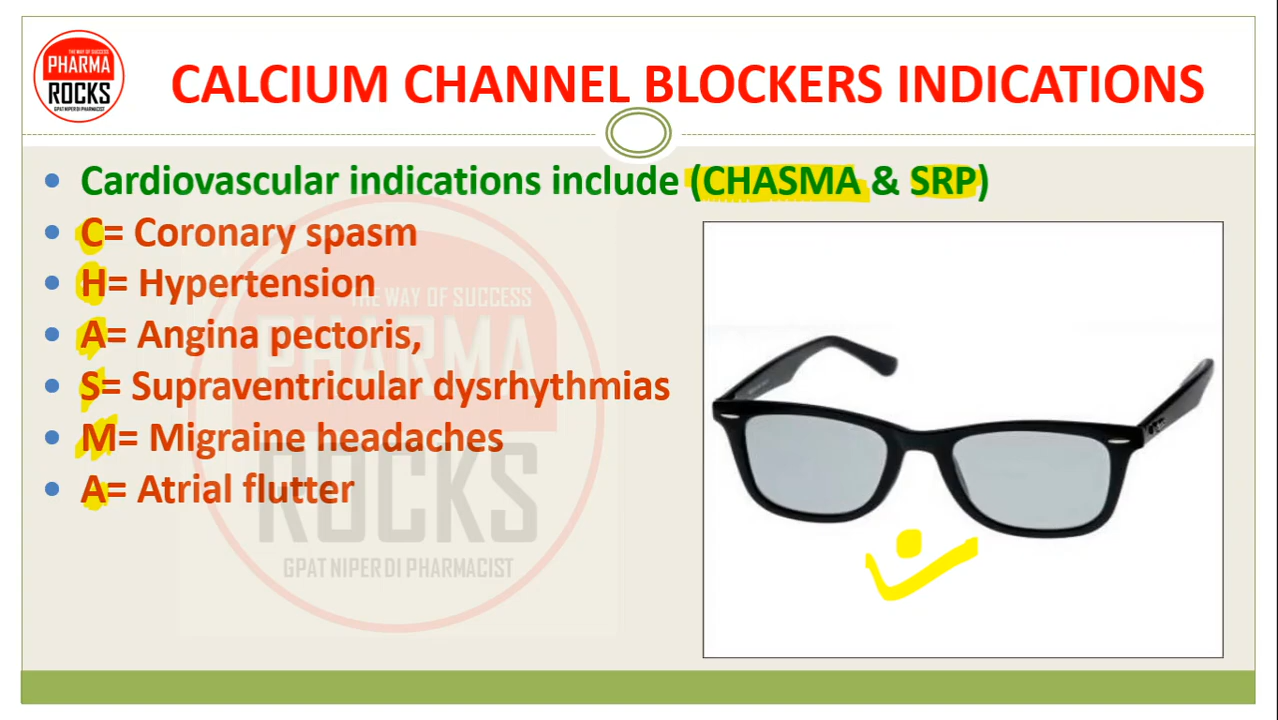 THE WAY OF SUCCESS
PHARMA
ROCKS
GPAT NIPER DI PHARMACIST
CALCIUM CHANNEL BLOCKERS INDICATIONS
• Cardiovascular indications include (CHASMA & SRP)
• C= Coronary spasm
• H= Hypertension
• A= Angina pectoris,
• S= Supraventricular dysrhythmias
• M= Migraine headaches
• A= Atrial flutter
THE WAY OF SUCCESS
PHARMA
ROCKS
GPAT NIPER DI PHARMACIST